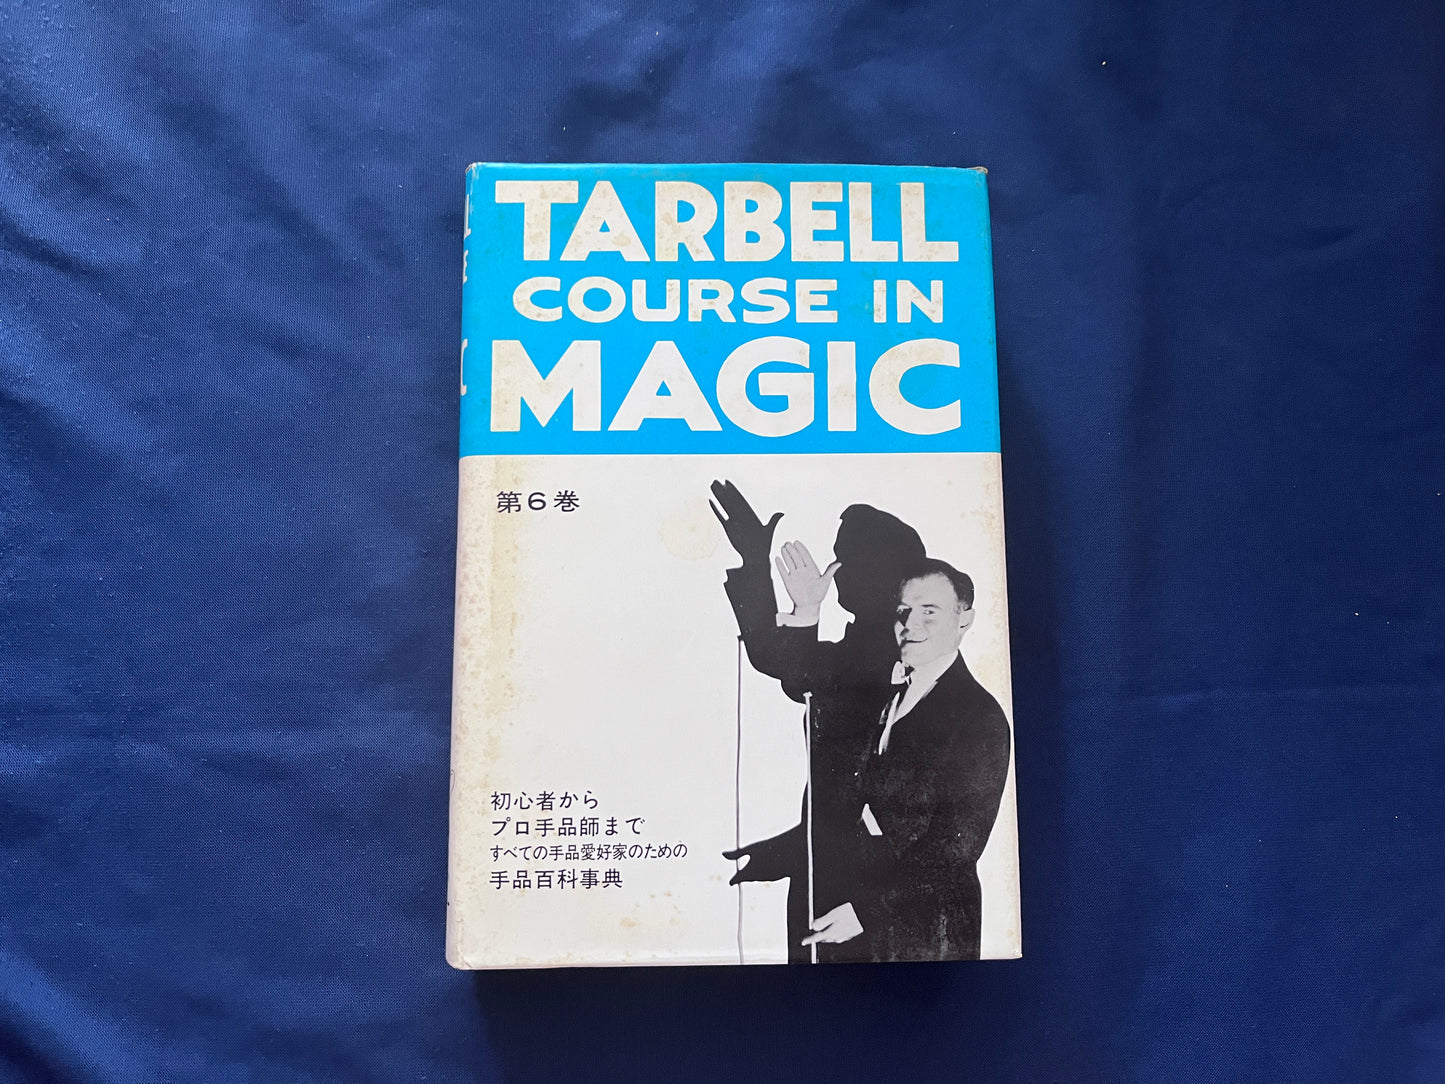 TARBELL
COURSE IN
MAGIC
第6巻
初心者から
プロ手品師まで
すべての手品愛好家のための
手品百科事典